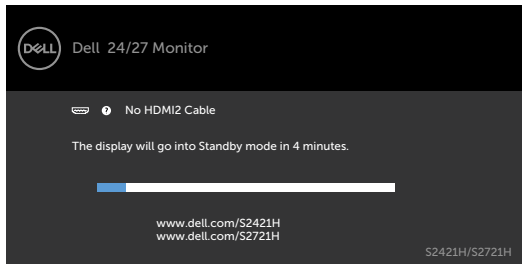 DELL
Dell 24/27 Monitor
? No HDMI2 Cable
The display will go into Standby mode in 4 minutes.
www.dell.com/S2421H
www.dell.com/S2721H
S2421H/S2721H